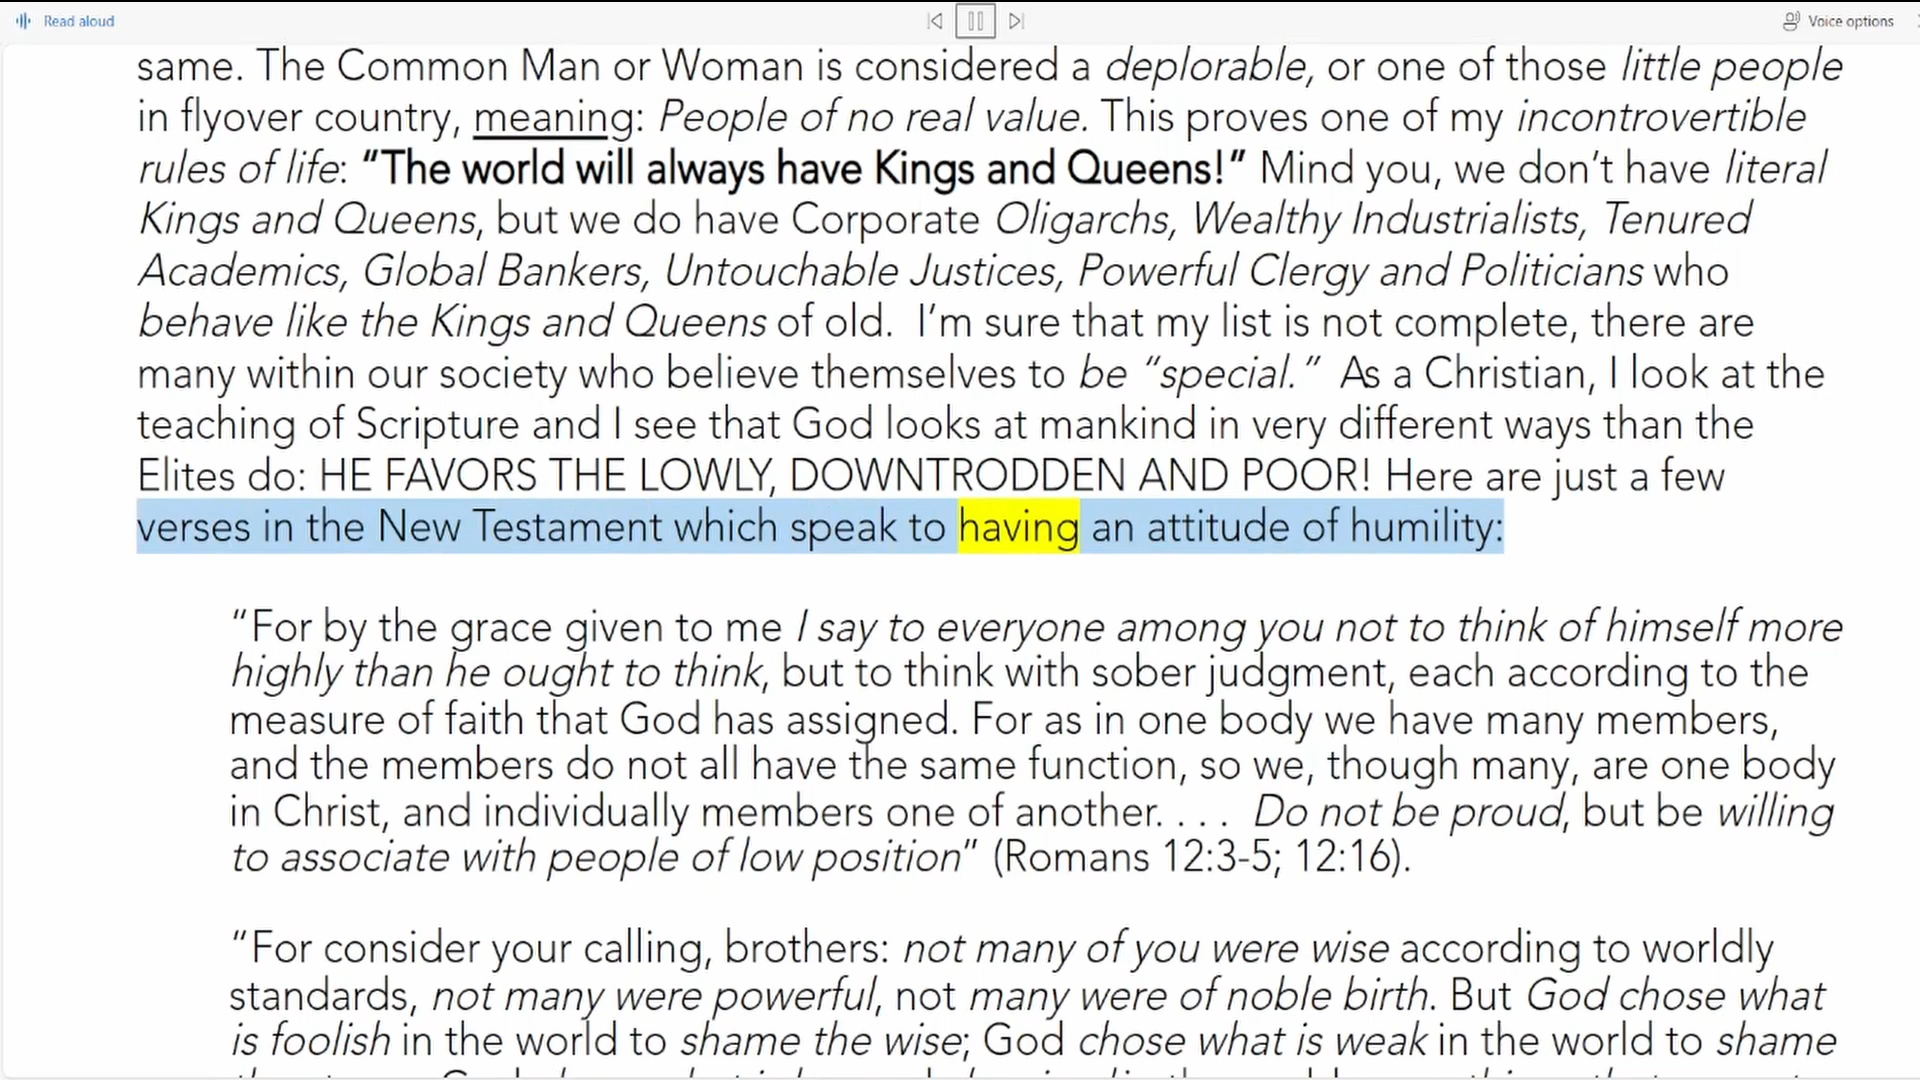 Read aloud
Voice options
same. The Common Man or Woman is considered a deplorable, or one of those little people
in flyover country, meaning: People of no real value. This proves one of my incontrovertible
rules of life: “The world will always have Kings and Queens!” Mind you, we don’t have literal
Kings and Queens, but we do have Corporate Oligarchs, Wealthy Industrialists, Tenured
Academics, Global Bankers, Untouchable Justices, Powerful Clergy and Politicians who
behave like the Kings and Queens of old. I’m sure that my list is not complete, there are
many within our society who believe themselves to be “special.” As a Christian, I look at the
teaching of Scripture and I see that God looks at mankind in very different ways than the
Elites do: HE FAVORS THE LOWLY, DOWNTRODDEN AND POOR! Here are just a few
verses in the New Testament which speak to having an attitude of humility:
“For by the grace given to me I say to everyone among you not to think of himself more
highly than he ought to think, but to think with sober judgment, each according to the
measure of faith that God has assigned. For as in one body we have many members,
and the members do not all have the same function, so we, though many, are one body
in Christ, and individually members one of another. . . . Do not be proud, but be willing
to associate with people of low position” (Romans 12:3-5; 12:16).
“For consider your calling, brothers: not many of you were wise according to worldly
standards, not many were powerful, not many were of noble birth. But God chose what
is foolish in the world to shame the wise; God chose what is weak in the world to shame